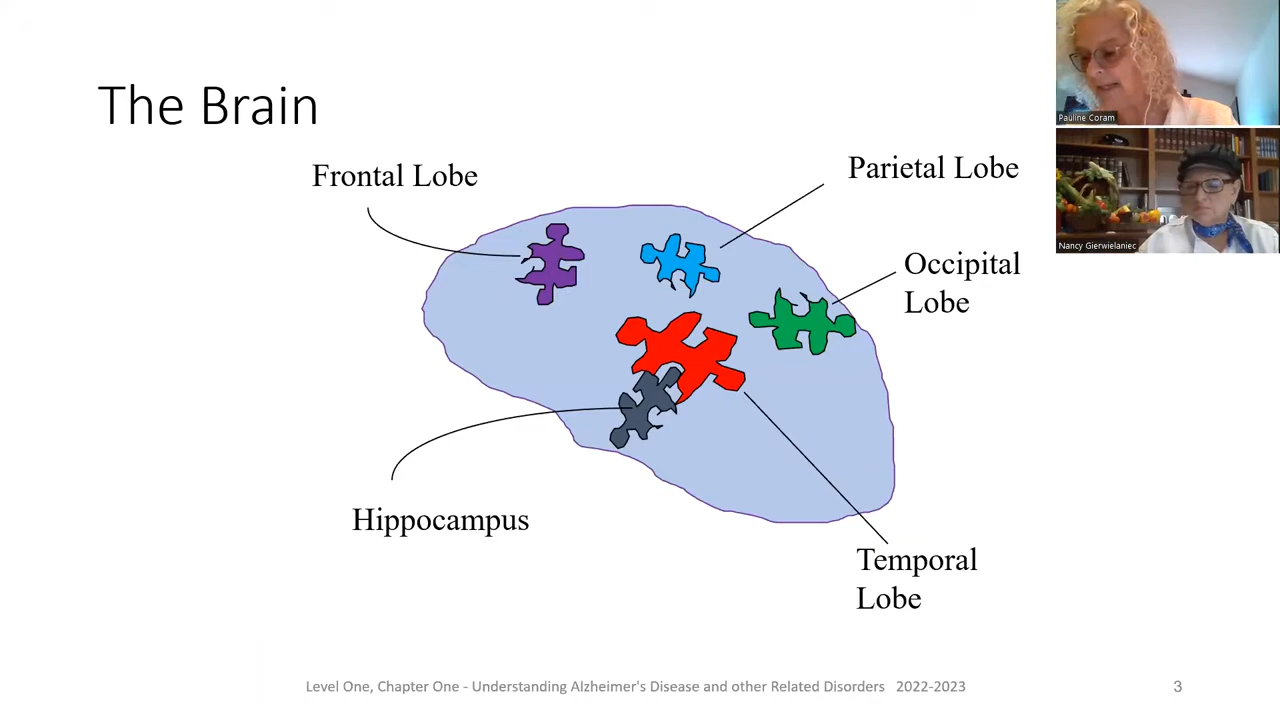 The Brain
Frontal Lobe
Parietal Lobe
Occipital
Lobe
Hippocampus
Temporal
Lobe
Level One, Chapter One - Understanding Alzheimer's Disease and other Related Disorders 2022-2023
3
Pauline Coram
Nancy Gierwielaniec